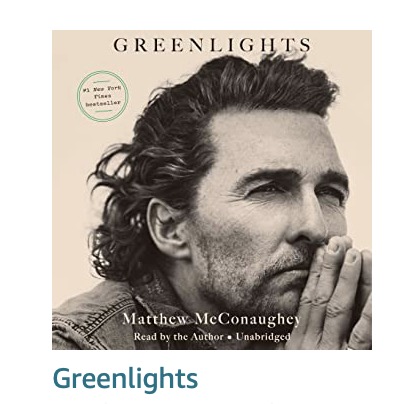 GREENLIGHTS
#1 New York
Times
bestseller
Matthew McConaughey
Read by the Author • Unabridged
Greenlights